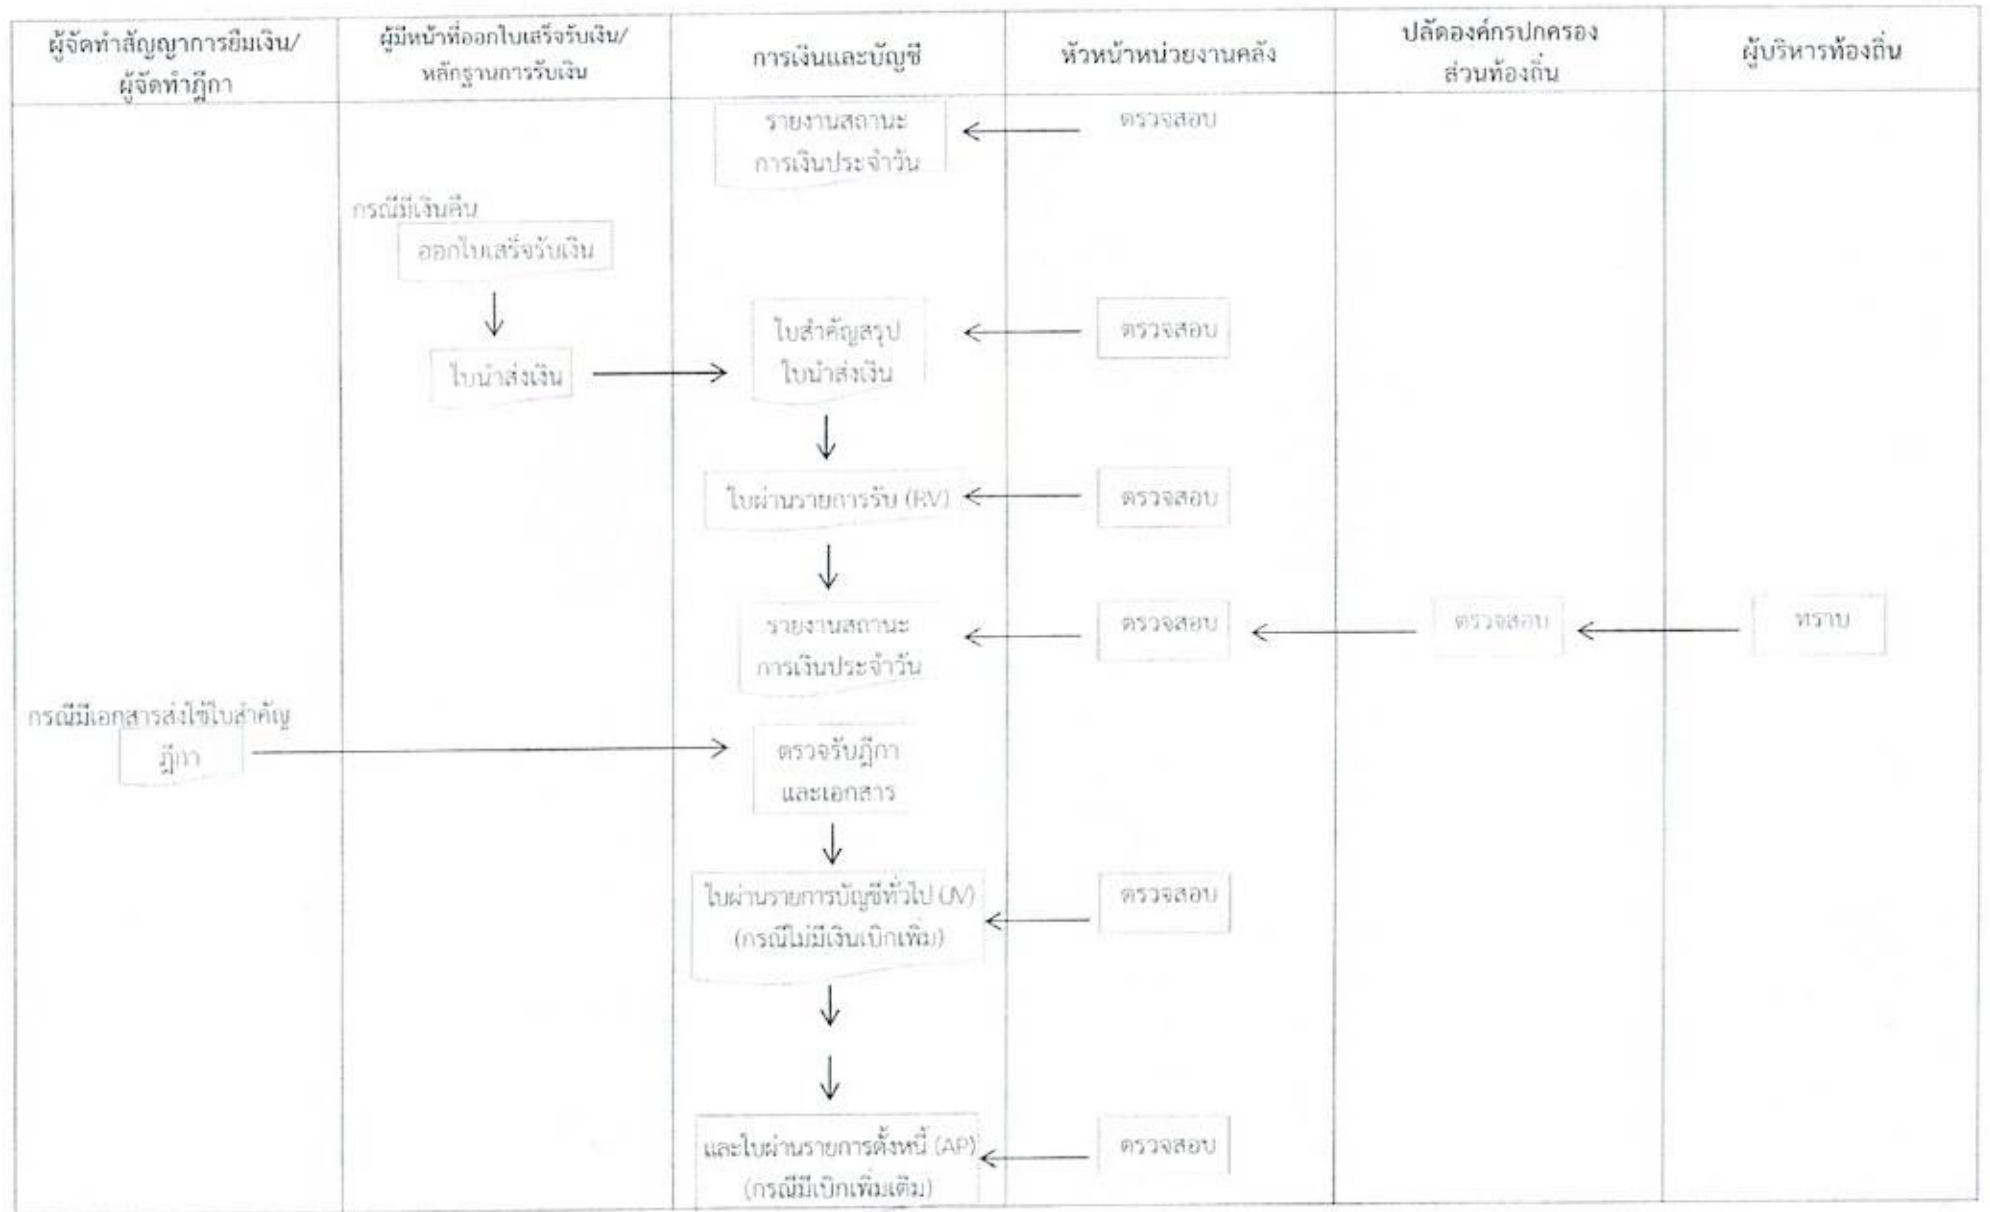 ผู้จัดทำสัญญาการยืมเงิน/
ผู้จัดทำฎีกา
ผู้มีหน้าที่ออกใบเสร็จรับเงิน/
หลักฐานการรับเงิน
การเงินและบัญชี
หัวหน้าหน่วยงานคลัง
ปลัดองค์กรปกครอง
ส่วนท้องถิ่น
ผู้บริหารท้องถิ่น
รายงานสถานะ
การเงินประจำวัน
ตรวจสอบ
กรณีมีเงินคืน
ออกใบเสร็จรับเงิน
ใบนำส่งเงิน
ใบสำคัญสรุป
ใบนำส่งเงิน
ตรวจสอบ
ใบผ่านรายการรับ (RV)
ตรวจสอบ
รายงานสถานะ
การเงินประจำวัน
ตรวจสอบ
ตรวจสอบ
ทราบ
กรณีมีเอกสารส่งใช้ใบสำคัญ
ฎีกา
ตรวจรับฎีกา
และเอกสาร
ใบผ่านรายการบัญชีทั่วไป (JV)
(กรณีไม่มีเงินเบิกเพิ่ม)
ตรวจสอบ
และใบผ่านรายการตั้งหนี้ (AP)
(กรณีมีเบิกเพิ่มเติม)
ตรวจสอบ